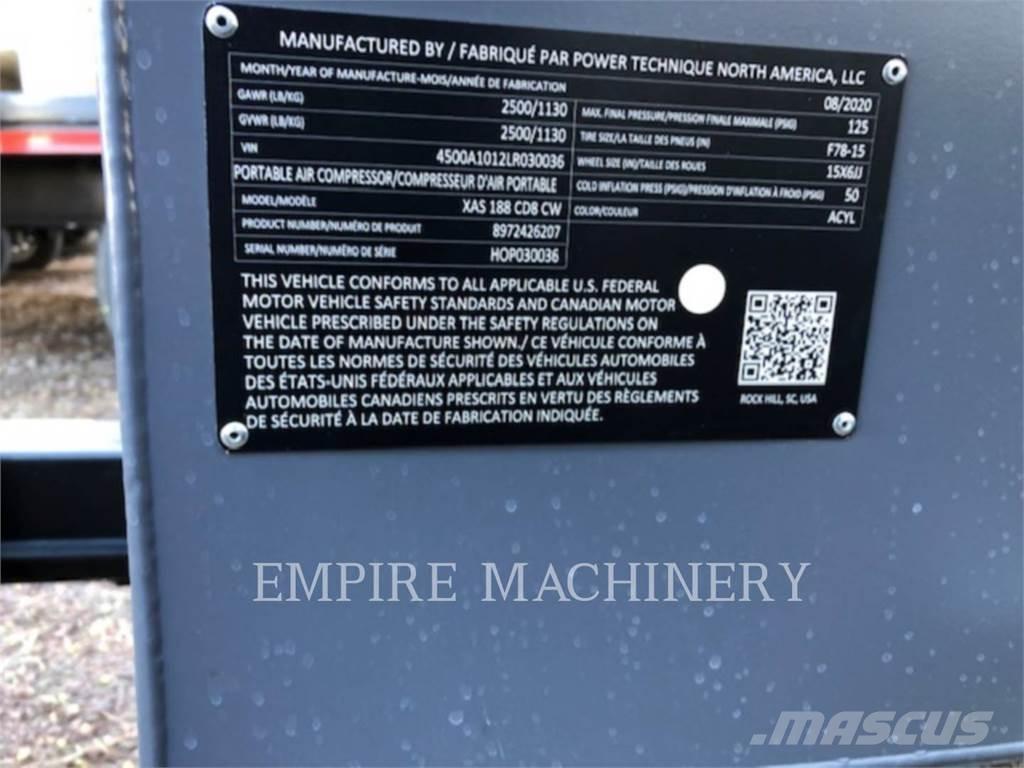 MANUFACTURED BY / FABRIQUÉ PAR POWER TECHNIQUE NORTH AMERICA, LLC
MONTH/YEAR OF MANUFACTURE-MOIS/ANNÉE DE FABRICATION 08/2020
GAWR (LB/KG) 2500/1130 MAX. FINAL PRESSURE/PRESSION FINALE MAXIMALE (PSIG) 125
GVWR (LB/KG) 2500/1130 TIRE SIZE/LA TAILLE DES PNEUS (IN) F78-15
VIN 4500A1012LR030036 WHEEL SIZE (IN)/TAILLE DES ROUES 15X6JJ
PORTABLE AIR COMPRESSOR/COMPRESSEUR D'AIR PORTABLE COLD INFLATION PRESS (PSIG)/PRESSION D'INFLATION À FROID (PSIG) 50
MODEL/MODÈLE XAS 188 CD8 CW COLOR/COULEUR ACYL
PRODUCT NUMBER/NUMÉRO DE PRODUIT 8972426207
SERIAL NUMBER/NUMÉRO DE SÉRIE HOP030036
THIS VEHICLE CONFORMS TO ALL APPLICABLE U.S. FEDERAL
MOTOR VEHICLE SAFETY STANDARDS AND CANADIAN MOTOR
VEHICLE PRESCRIBED UNDER THE SAFETY REGULATIONS ON
THE DATE OF MANUFACTURE SHOWN./ CE VÉHICULE CONFORME À
TOUTES LES NORMES DE SÉCURITÉ DES VÉHICULES AUTOMOBILES
DES ÉTATS-UNIS FÉDÉRAUX APPLICABLES ET AUX VÉHICULES
AUTOMOBILES CANADIENS PRESCRITS EN VERTU DES RÈGLEMENTS
DE SÉCURITÉ À LA DATE DE FABRICATION INDIQUÉE.
ROCK HILL, SC, USA
EMPIRE MACHINERY
MASCUS